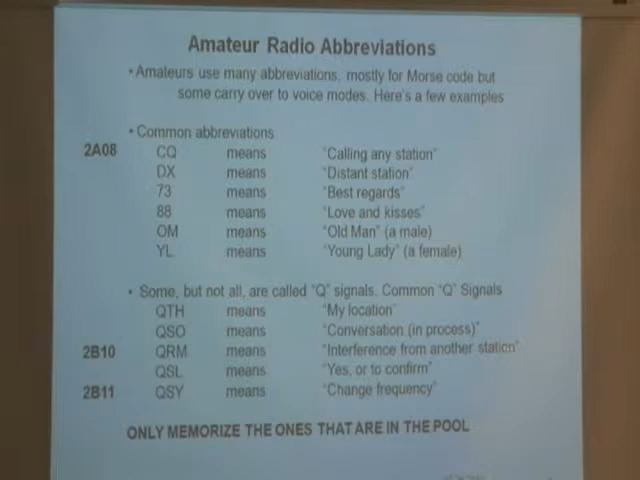 Amateur Radio Abbreviations
• Amateurs use many abbreviations, mostly for Morse code but
some carry over to voice modes. Here's a few examples
• Common abbreviations
2A08 CQ means "Calling any station"
DX means "Distant station"
73 means "Best regards"
88 means "Love and kisses"
OM means "Old Man" (a male)
YL means "Young Lady" (a female)
• Some, but not all, are called "Q" signals. Common "Q" Signals
QTH means "My location"
QSO means "Conversation (in process)"
2B10 QRM means "Interference from another station"
QSL means "Yes, or to confirm"
2B11 QSY means "Change frequency"
ONLY MEMORIZE THE ONES THAT ARE IN THE POOL